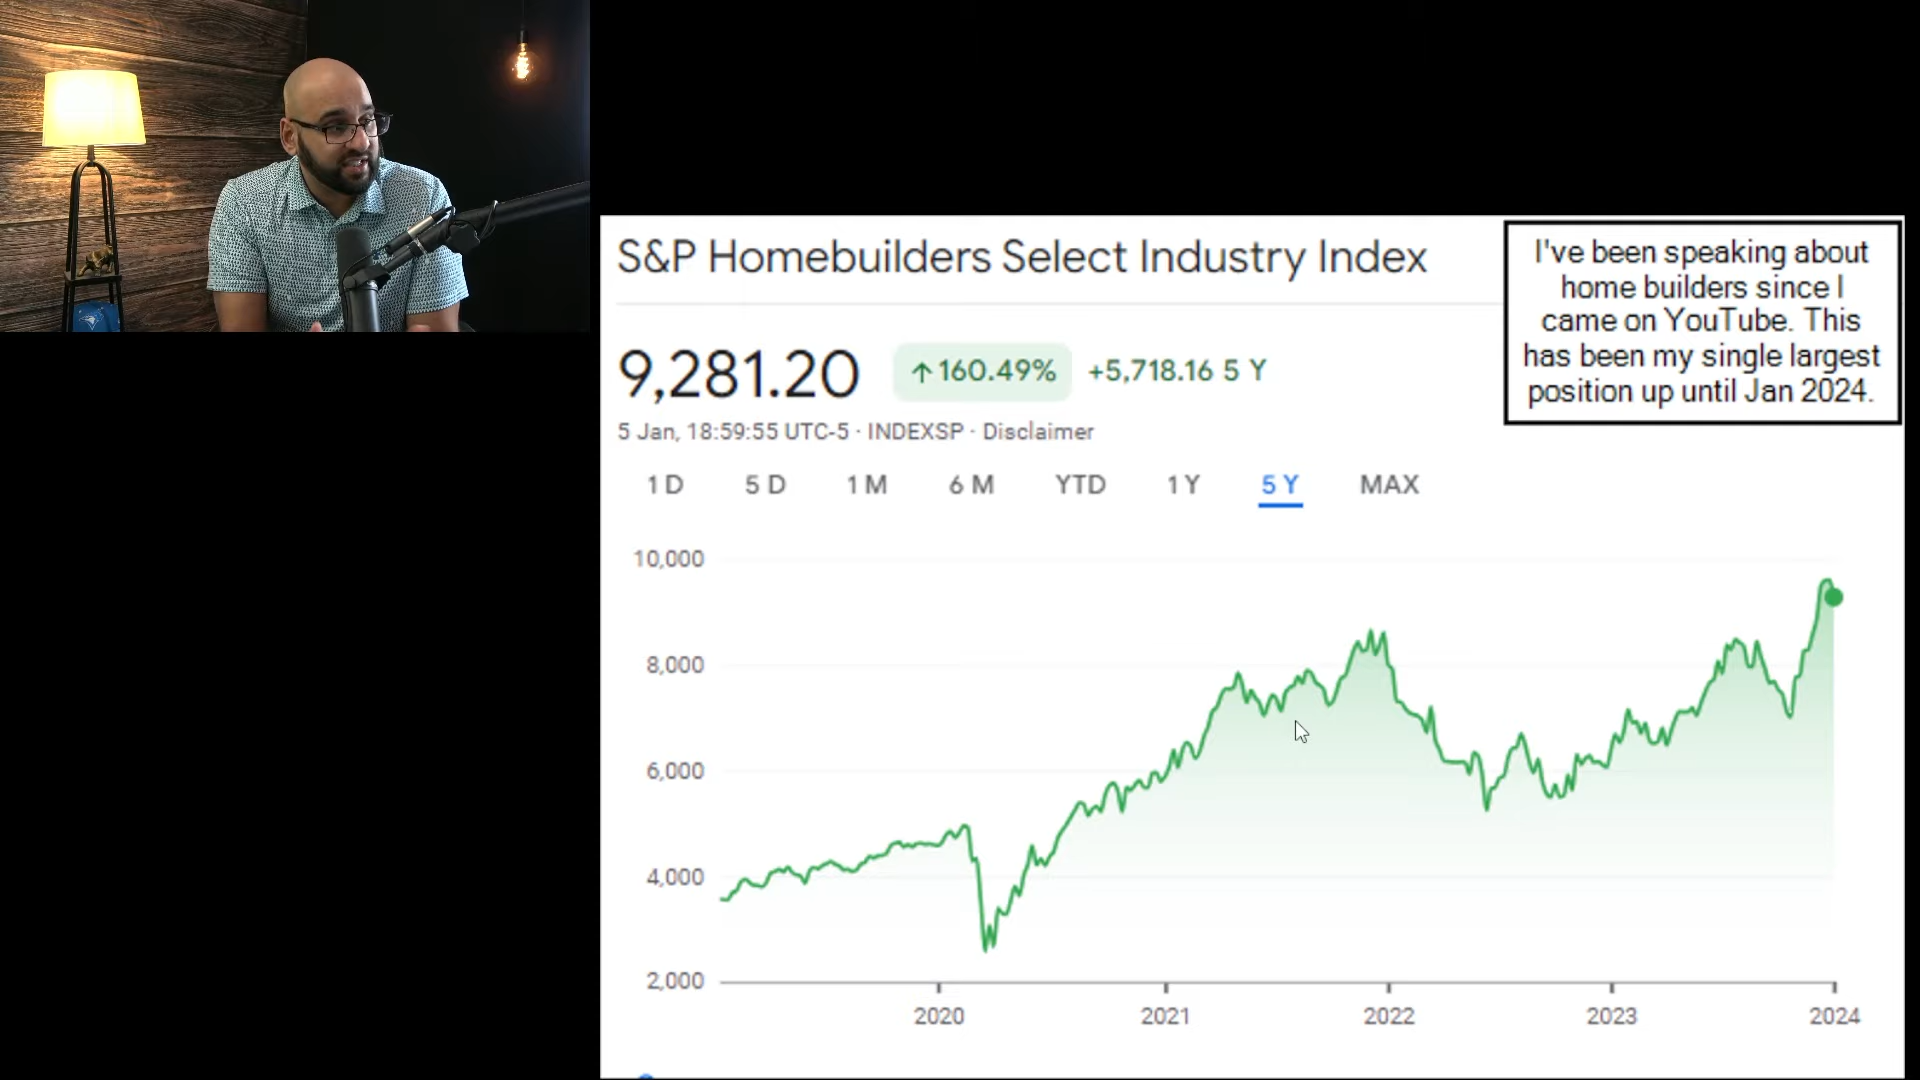 S&P Homebuilders Select Industry Index
I've been speaking about
home builders since I
came on YouTube. This
has been my single largest
position up until Jan 2024.
9,281.20 ↑160.49% +5,718.16 5 Y
5 Jan, 18:59:55 UTC-5 · INDEXSP · Disclaimer
1 D 5 D 1 M 6 M YTD 1 Y 5 Y MAX
10,000
8,000
6,000
4,000
2,000
2020 2021 2022 2023 2024